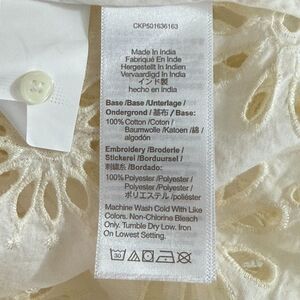 CKP501636163
Made In India
Fabriqué En Inde
Hergestellt In Indien
Vervaardigd In India
インド製
hecho en India
Base /Base /Unterlage /
Ondergrond / 基布 /
Base:
100% Cotton /Coton /
Baumwolle /Katoen /綿 /
algodón
Embroidery /Broderie /
Stickerei /Borduursel /
刺繍糸 /Bordado:
100% Polyester /Polyester /
Polyester /Polyester /
ポリエステル /poliéster
Machine Wash Cold With Like
Colors. Non-Chlorine Bleach
Only. Tumble Dry Low. Iron
On Lowest Setting.
30